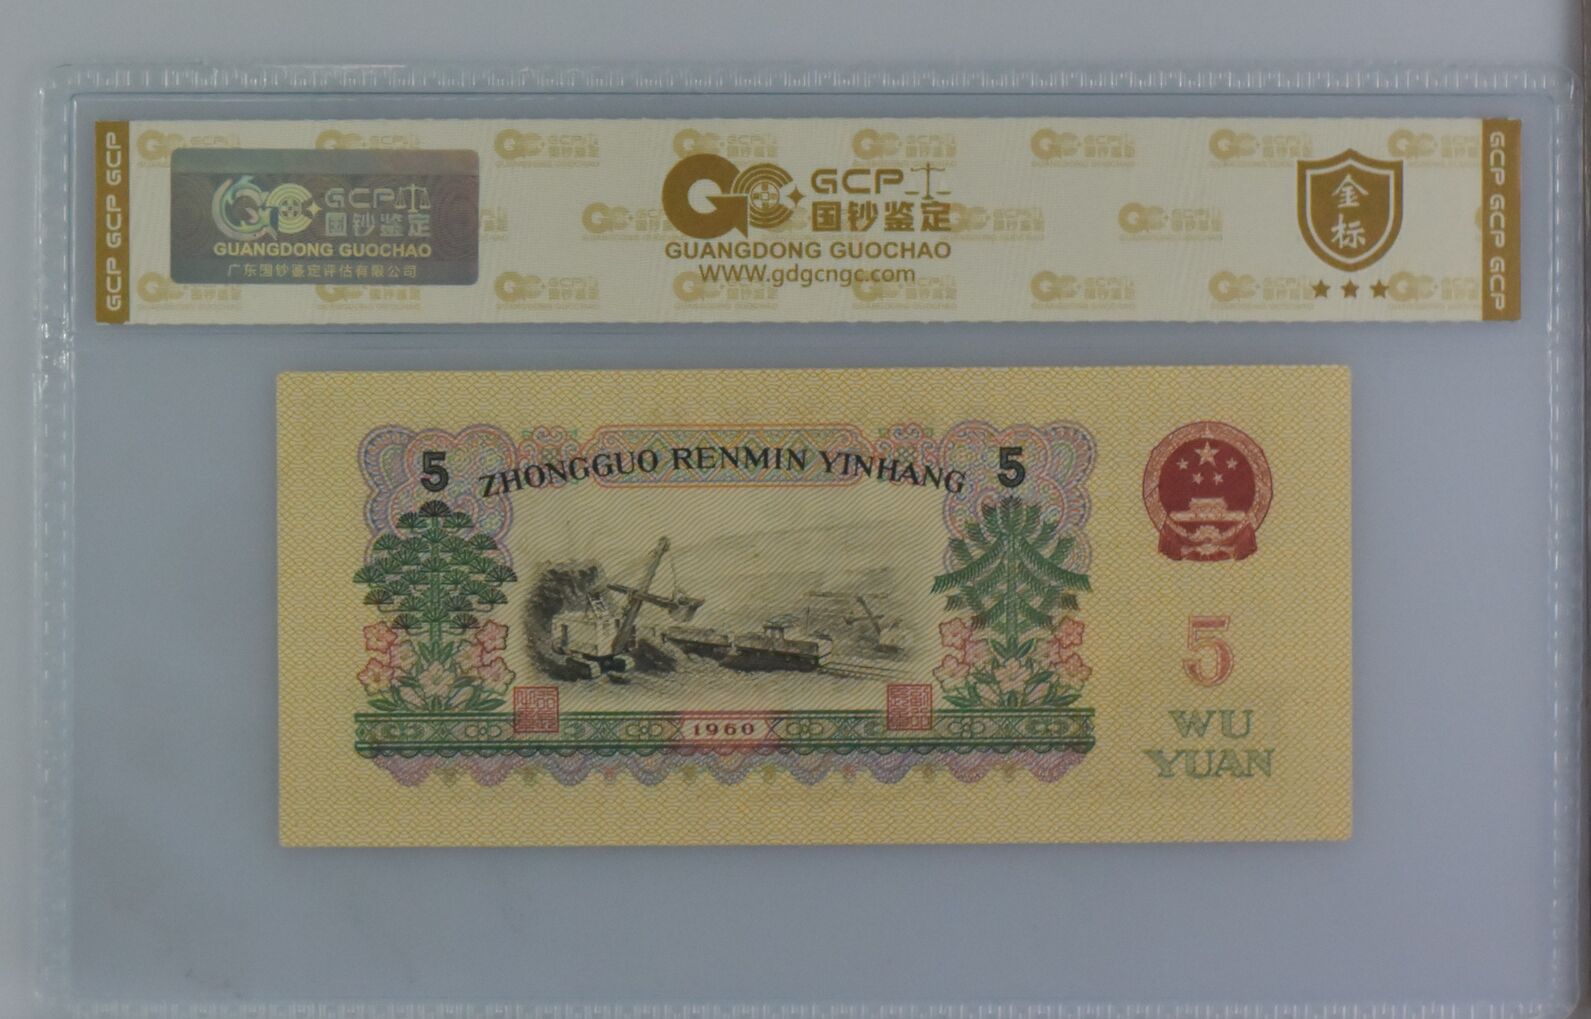 GCP GCP GCP
GCP
国钞鉴定
GUANGDONG GUOCHAO
广东国钞鉴定评估有限公司
GCP
国钞鉴定
GUANGDONG GUOCHAO
WWW.gdgcngc.com
金
标
GCP GCP GCP
5 ZHONGGUO RENMIN YINHANG 5
1960
5
WU
YUAN